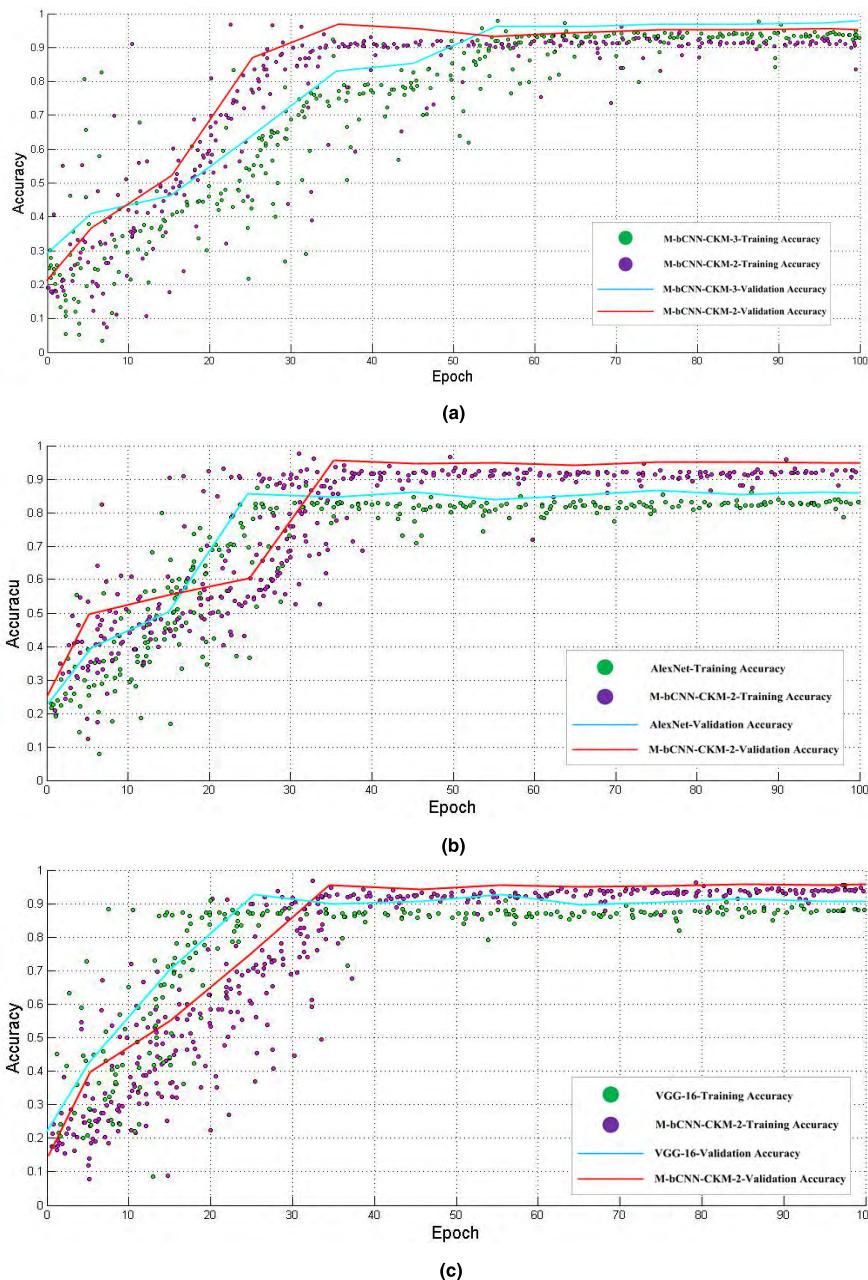 1
0.9
0.8
0.7
0.6
0.5
0.4
0.3
0.2
0.1
0
Accuracy
M-bCNN-CKM-3-Training Accuracy
M-bCNN-CKM-2-Training Accuracy
M-bCNN-CKM-3-Validation Accuracy
M-bCNN-CKM-2-Validation Accuracy
0 10 20 30 40 50 60 70 80 90 100
Epoch
(a)
1
0.9
0.8
0.7
0.6
0.5
0.4
0.3
0.2
0.1
0
Accuracu
AlexNet-Training Accuracy
M-bCNN-CKM-2-Training Accuracy
AlexNet-Validation Accuracy
M-bCNN-CKM-2-Validation Accuracy
0 10 20 30 40 50 60 70 80 90 100
Epoch
(b)
1
0.9
0.8
0.7
0.6
0.5
0.4
0.3
0.2
0.1
0
Accuracy
VGG-16-Training Accuracy
M-bCNN-CKM-2-Training Accuracy
VGG-16-Validation Accuracy
M-bCNN-CKM-2-Validation Accuracy
0 10 20 30 40 50 60 70 80 90 100
Epoch
(c)